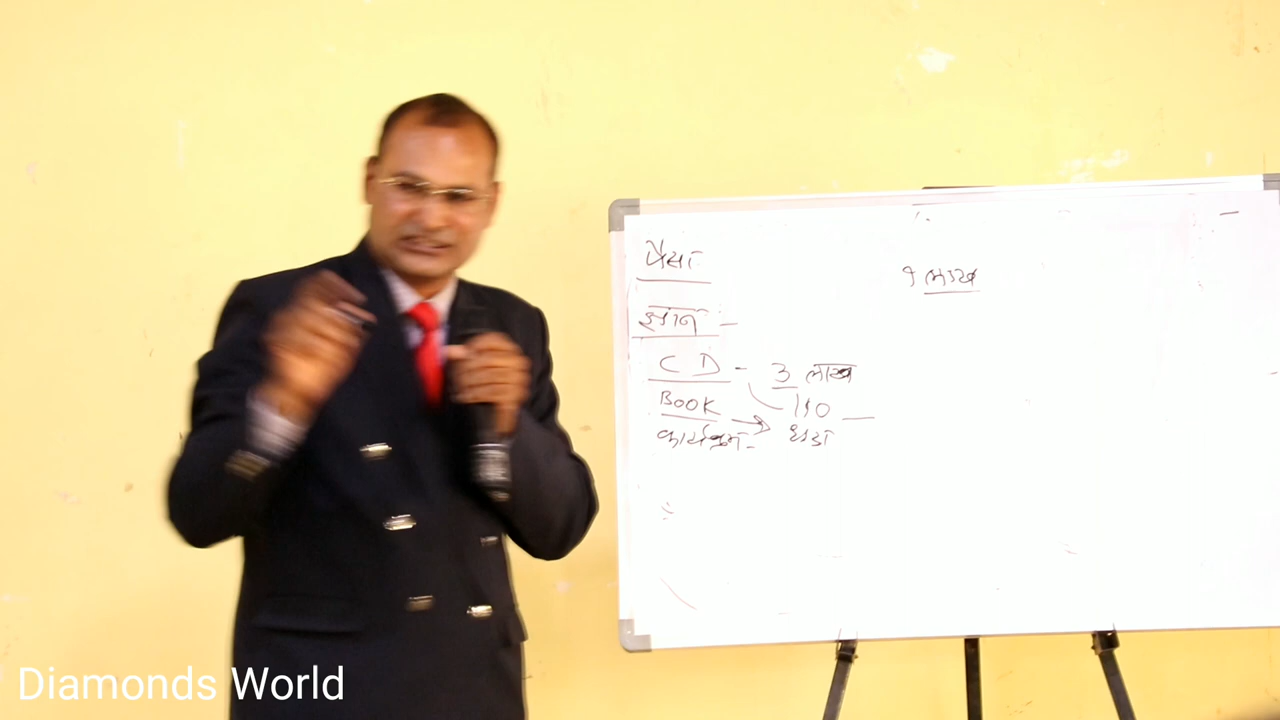 पैसा
१ लाख
ज्ञान -
CD - 3 लाख
BOOK 110
कार्यक्रम -
Diamonds World